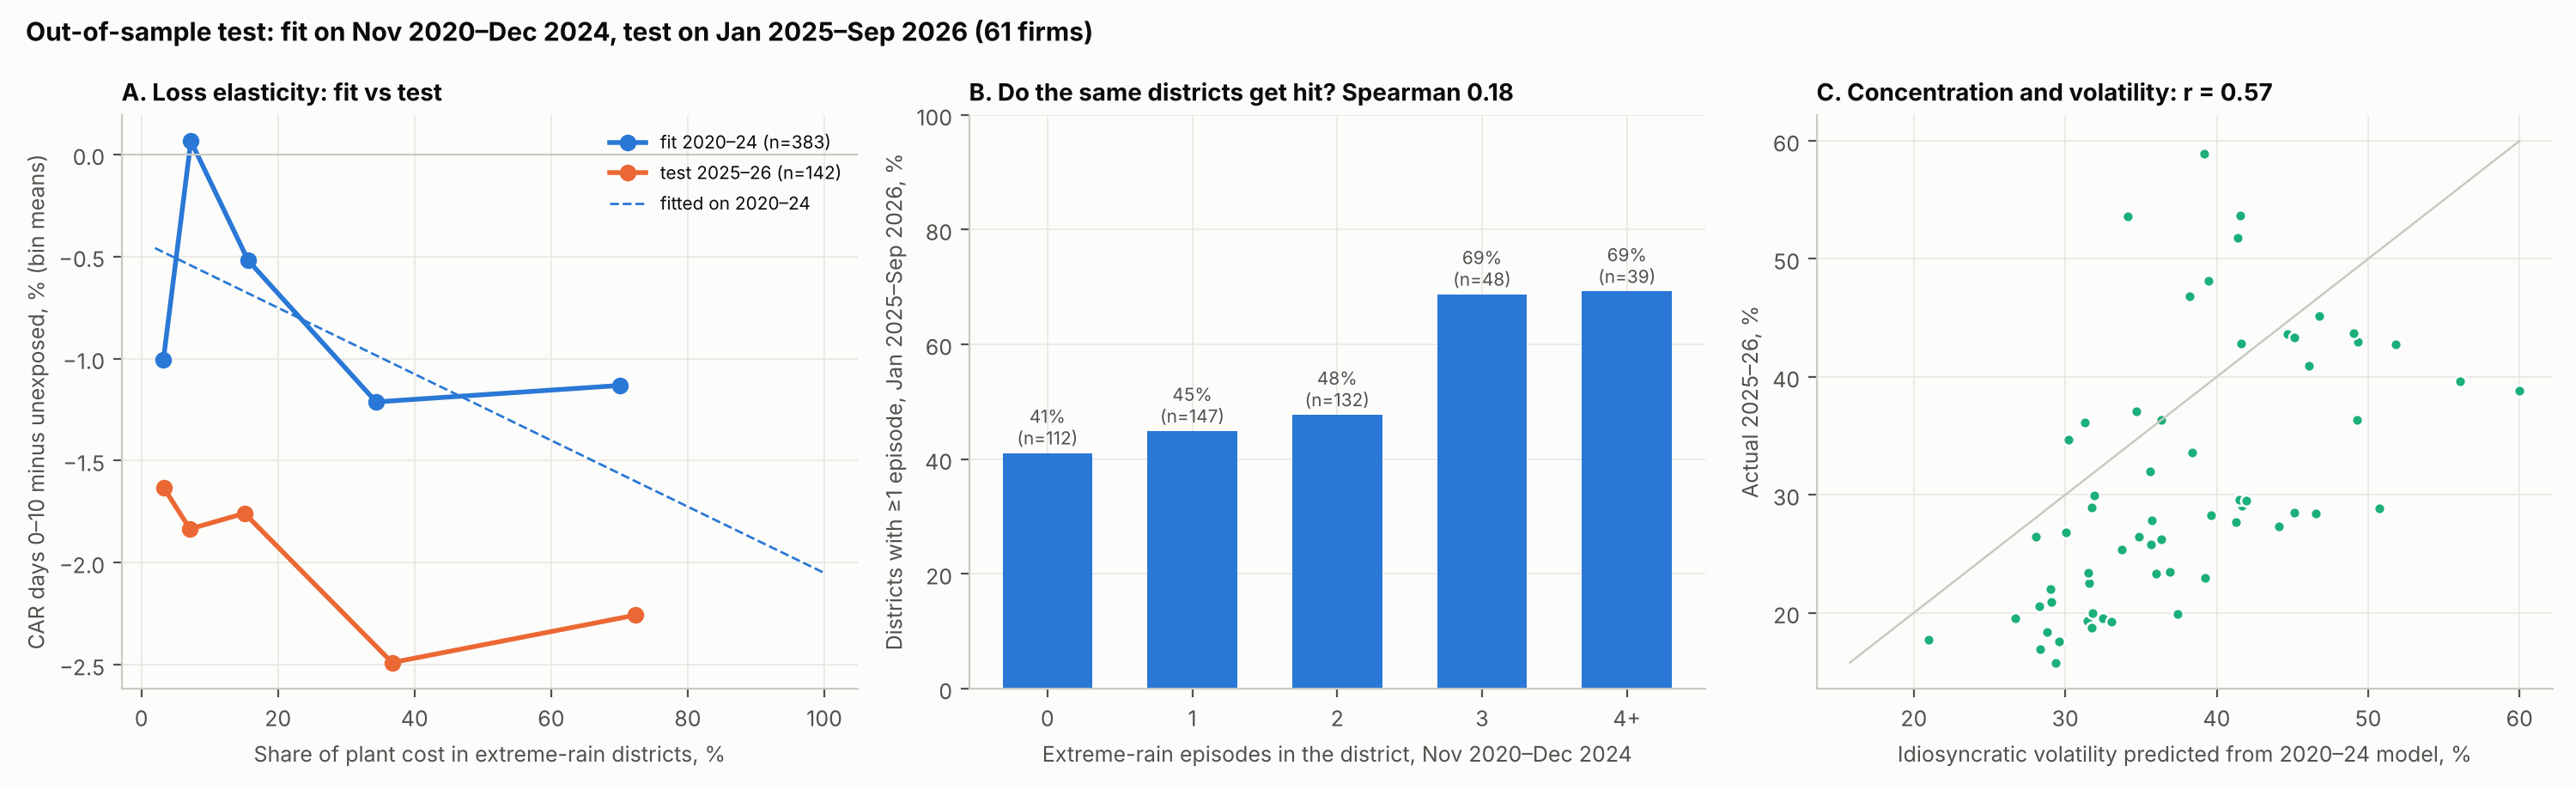 Out-of-sample test: fit on Nov 2020–Dec 2024, test on Jan 2025–Sep 2026 (61 firms)
A. Loss elasticity: fit vs test
CAR days 0–10 minus unexposed, % (bin means)
0.0
−0.5
−1.0
−1.5
−2.0
−2.5
fit 2020–24 (n=383)
test 2025–26 (n=142)
fitted on 2020–24
0
20
40
60
80
100
Share of plant cost in extreme-rain districts, %
B. Do the same districts get hit? Spearman 0.18
Districts with ≥1 episode, Jan 2025–Sep 2026, %
100
80
60
40
20
0
41%
(n=112)
45%
(n=147)
48%
(n=132)
69%
(n=48)
69%
(n=39)
0
1
2
3
4+
Extreme-rain episodes in the district, Nov 2020–Dec 2024
C. Concentration and volatility: r = 0.57
Actual 2025–26, %
60
50
40
30
20
20
30
40
50
60
Idiosyncratic volatility predicted from 2020–24 model, %